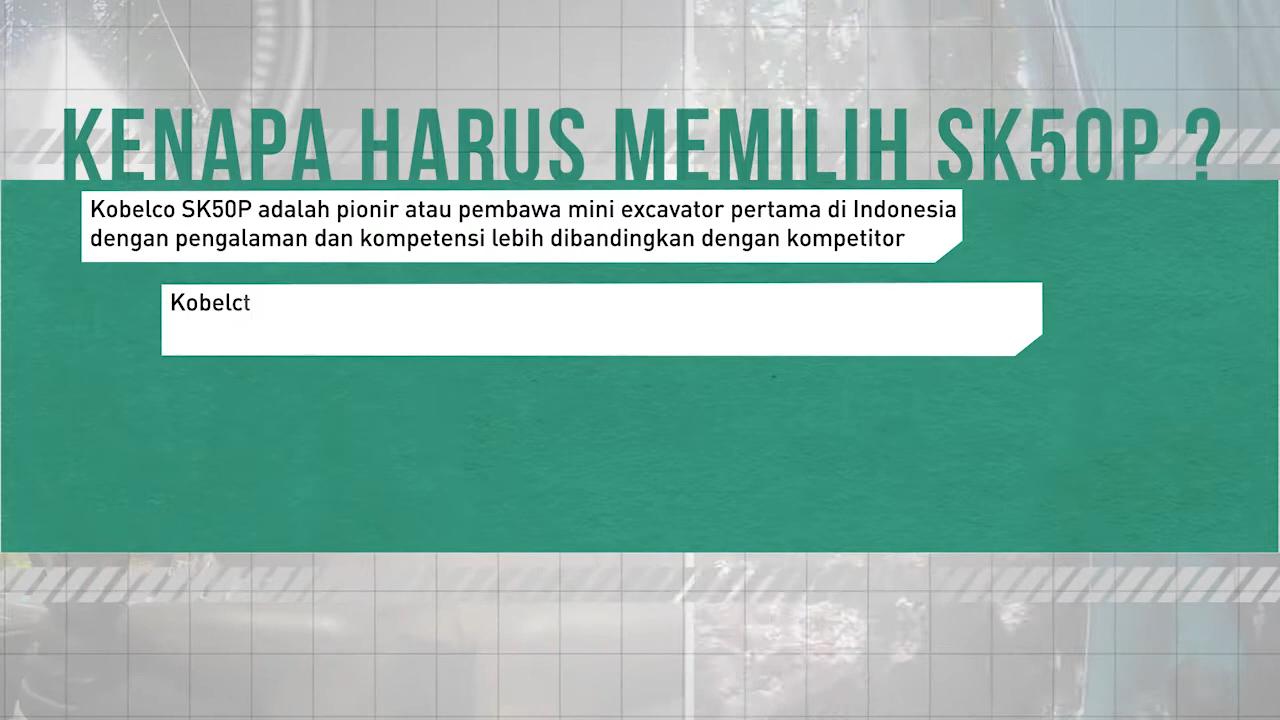 KENAPA HARUS MEMILIH SK50P ?
Kobelco SK50P adalah pionir atau pembawa mini excavator pertama di Indonesia
dengan pengalaman dan kompetensi lebih dibandingkan dengan kompetitor
Kobelct